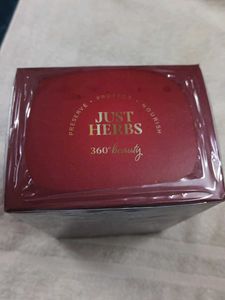 PRESERVE • PROTECT • NOURISH
JUST
HERBS
360° beauty